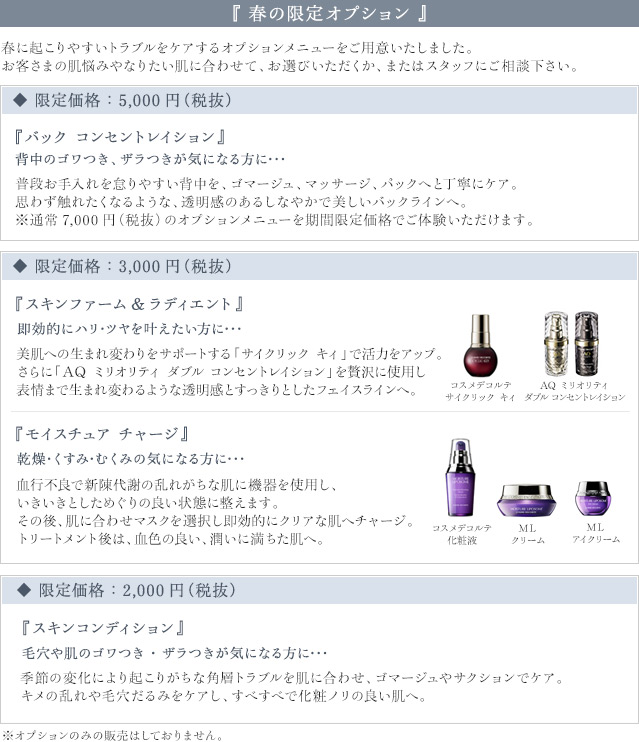 『 春の限定オプション 』
春に起こりやすいトラブルをケアするオプションメニューをご用意いたしました。
お客さまの肌悩みやなりたい肌に合わせて、お選びいただくか、またはスタッフにご相談下さい。
◆ 限定価格：5,000円（税抜）
『バック コンセントレイション』
背中のゴワつき、ザラつきが気になる方に･･･
普段お手入れを怠りやすい背中を、ゴマージュ、マッサージ、パックへと丁寧にケア。
思わず触れたくなるような、透明感のあるしなやかで美しいバックラインへ。
※通常7,000円（税抜）のオプションメニューを期間限定価格でご体験いただけます。
◆ 限定価格：3,000円（税抜）
『スキンファーム＆ラディエント』
即効的にハリ･ツヤを叶えたい方に･･･
美肌への生まれ変わりをサポートする「サイクリック キィ」で活力をアップ。
さらに「AQ ミリオリティ ダブル コンセントレイション」を贅沢に使用し
表情まで生まれ変わるような透明感とすっきりとしたフェイスラインへ。
コスメデコルテ
サイクリック キィ
AQ ミリオリティ
ダブル コンセントレイション
『モイスチュア チャージ』
乾燥･くすみ･むくみの気になる方に･･･
血行不良で新陳代謝の乱れがちな肌に機器を使用し、
いきいきとしためぐりの良い状態に整えます。
その後、肌に合わせマスクを選択し即効的にクリアな肌へチャージ。
トリートメント後は、血色の良い、潤いに満ちた肌へ。
コスメデコルテ
化粧液
ML
クリーム
ML
アイクリーム
◆ 限定価格：2,000円（税抜）
『スキンコンディション』
毛穴や肌のゴワつき・ザラつきが気になる方に･･･
季節の変化により起こりがちな角層トラブルを肌に合わせ、ゴマージュやサクションでケア。
キメの乱れや毛穴だるみをケアし、すべすべで化粧ノリの良い肌へ。
※オプションのみの販売はしておりません。